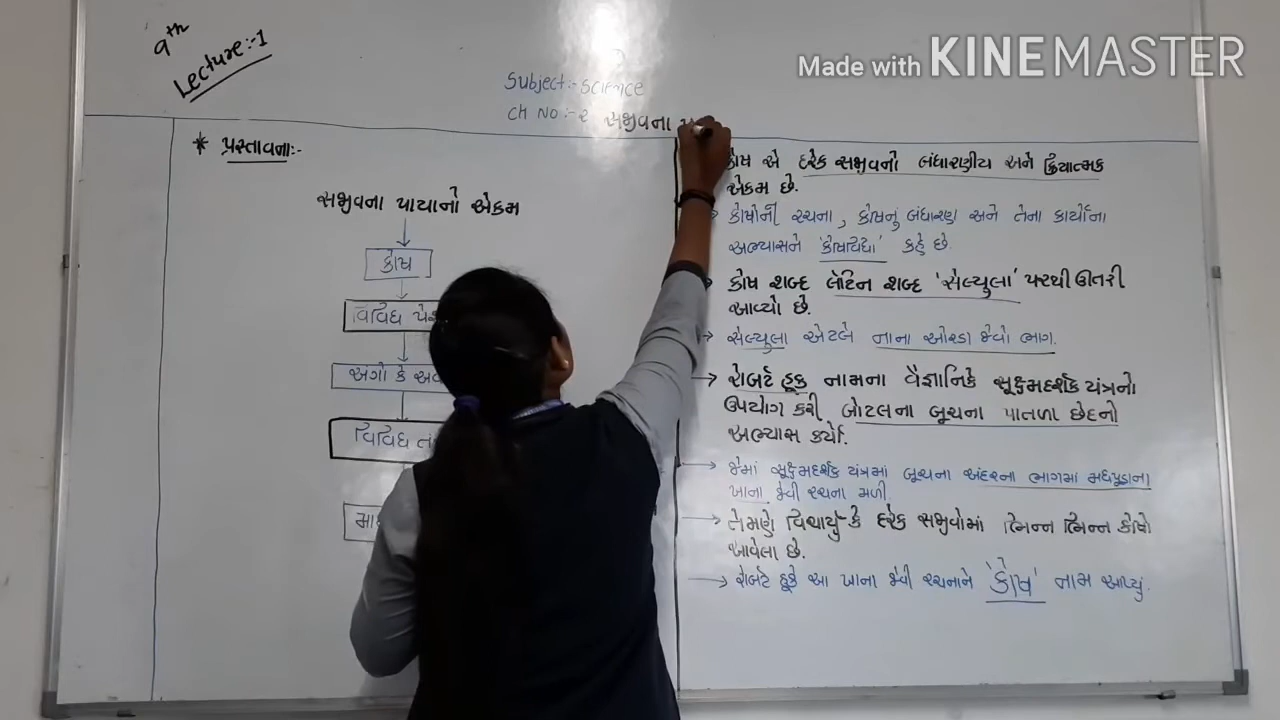 9th
Lecture:-1
Made with KINEMASTER
Subject:- Science
CH NO:- 2 સજીવના
* પ્રસ્તાવના:-
સજીવના પાયાનો એકમ
કોષ
વિવિધ
અંગો કે
વિવિધ
કોષ એ દરેક સજીવનો બંધારણીય અને ક્રિયાત્મક
એકમ છે.
કોષોની રચના, કોષનું બંધારણ અને તેના કાર્યોના
અભ્યાસને 'કોષવિદ્યા' કહે છે.
કોષ શબ્દ લેટિન શબ્દ 'સેલ્યુલા' પરથી ઊતરી
આવ્યો છે.
→ સેલ્યુલા એટલે નાના ઓરડા જેવો ભાગ.
→ રોબર્ટ હૂક નામના વૈજ્ઞાનિકે સૂક્ષ્મદર્શક યંત્રનો
ઉપયોગ કરી બોટલના બૂચના પાતળા છેદનો
અભ્યાસ કર્યો.
→ જેમાં સૂક્ષ્મદર્શક યંત્રમાં બૂચના અંદરના ભાગમાં મધપૂડાના
ખાના જેવી રચના મળી.
→ તેમણે વિચાર્યું કે દરેક સજીવોમાં ભિન્ન ભિન્ન કોષો
આવેલા છે.
→ રોબર્ટ હૂકે આ ખાના જેવી રચનાને 'કોષ' નામ આપ્યું.